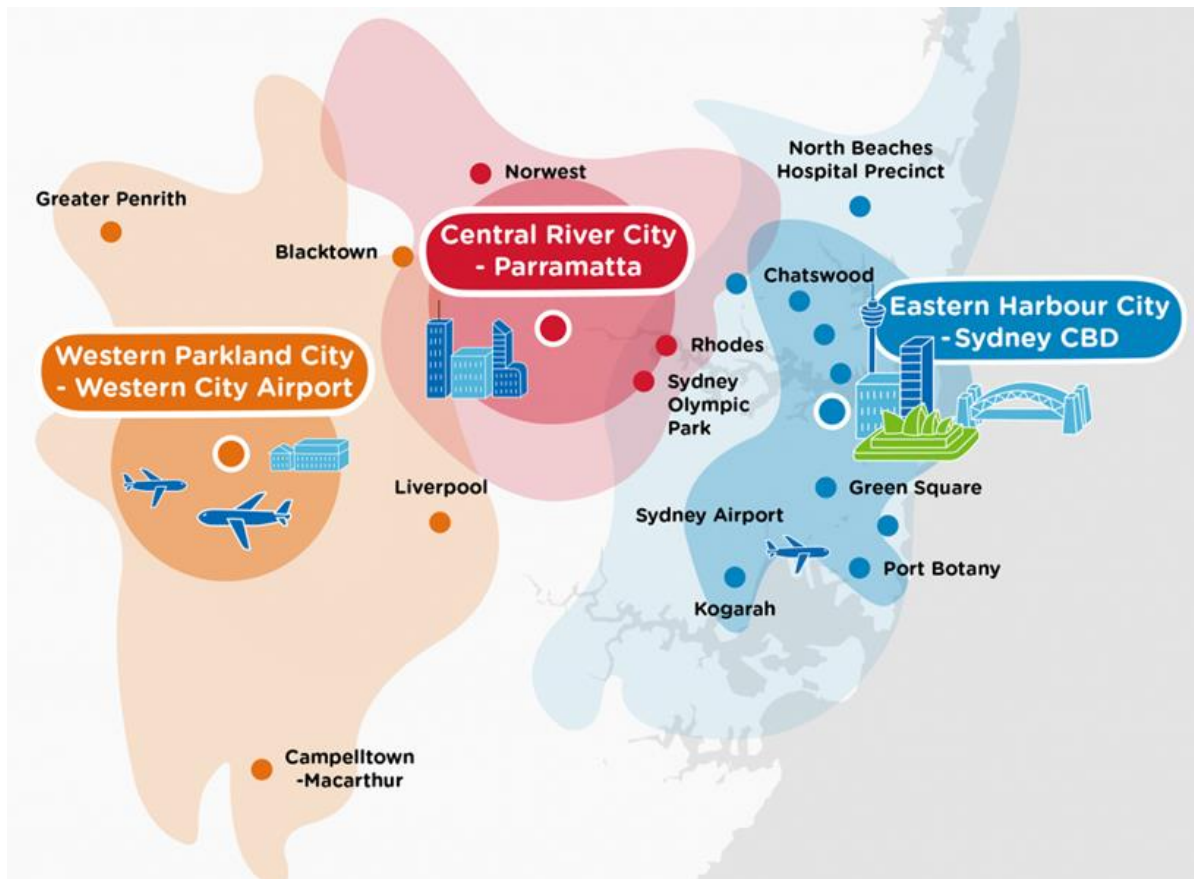 North Beaches
Hospital Precinct
Norwest
Greater Penrith
Central River City
- Parramatta
Blacktown
Chatswood
Eastern Harbour City
-Sydney CBD
Western Parkland City
- Western City Airport
Rhodes
Sydney
Olympic
Park
Liverpool
Green Square
Sydney Airport
Port Botany
Kogarah
Campelltown
-Macarthur